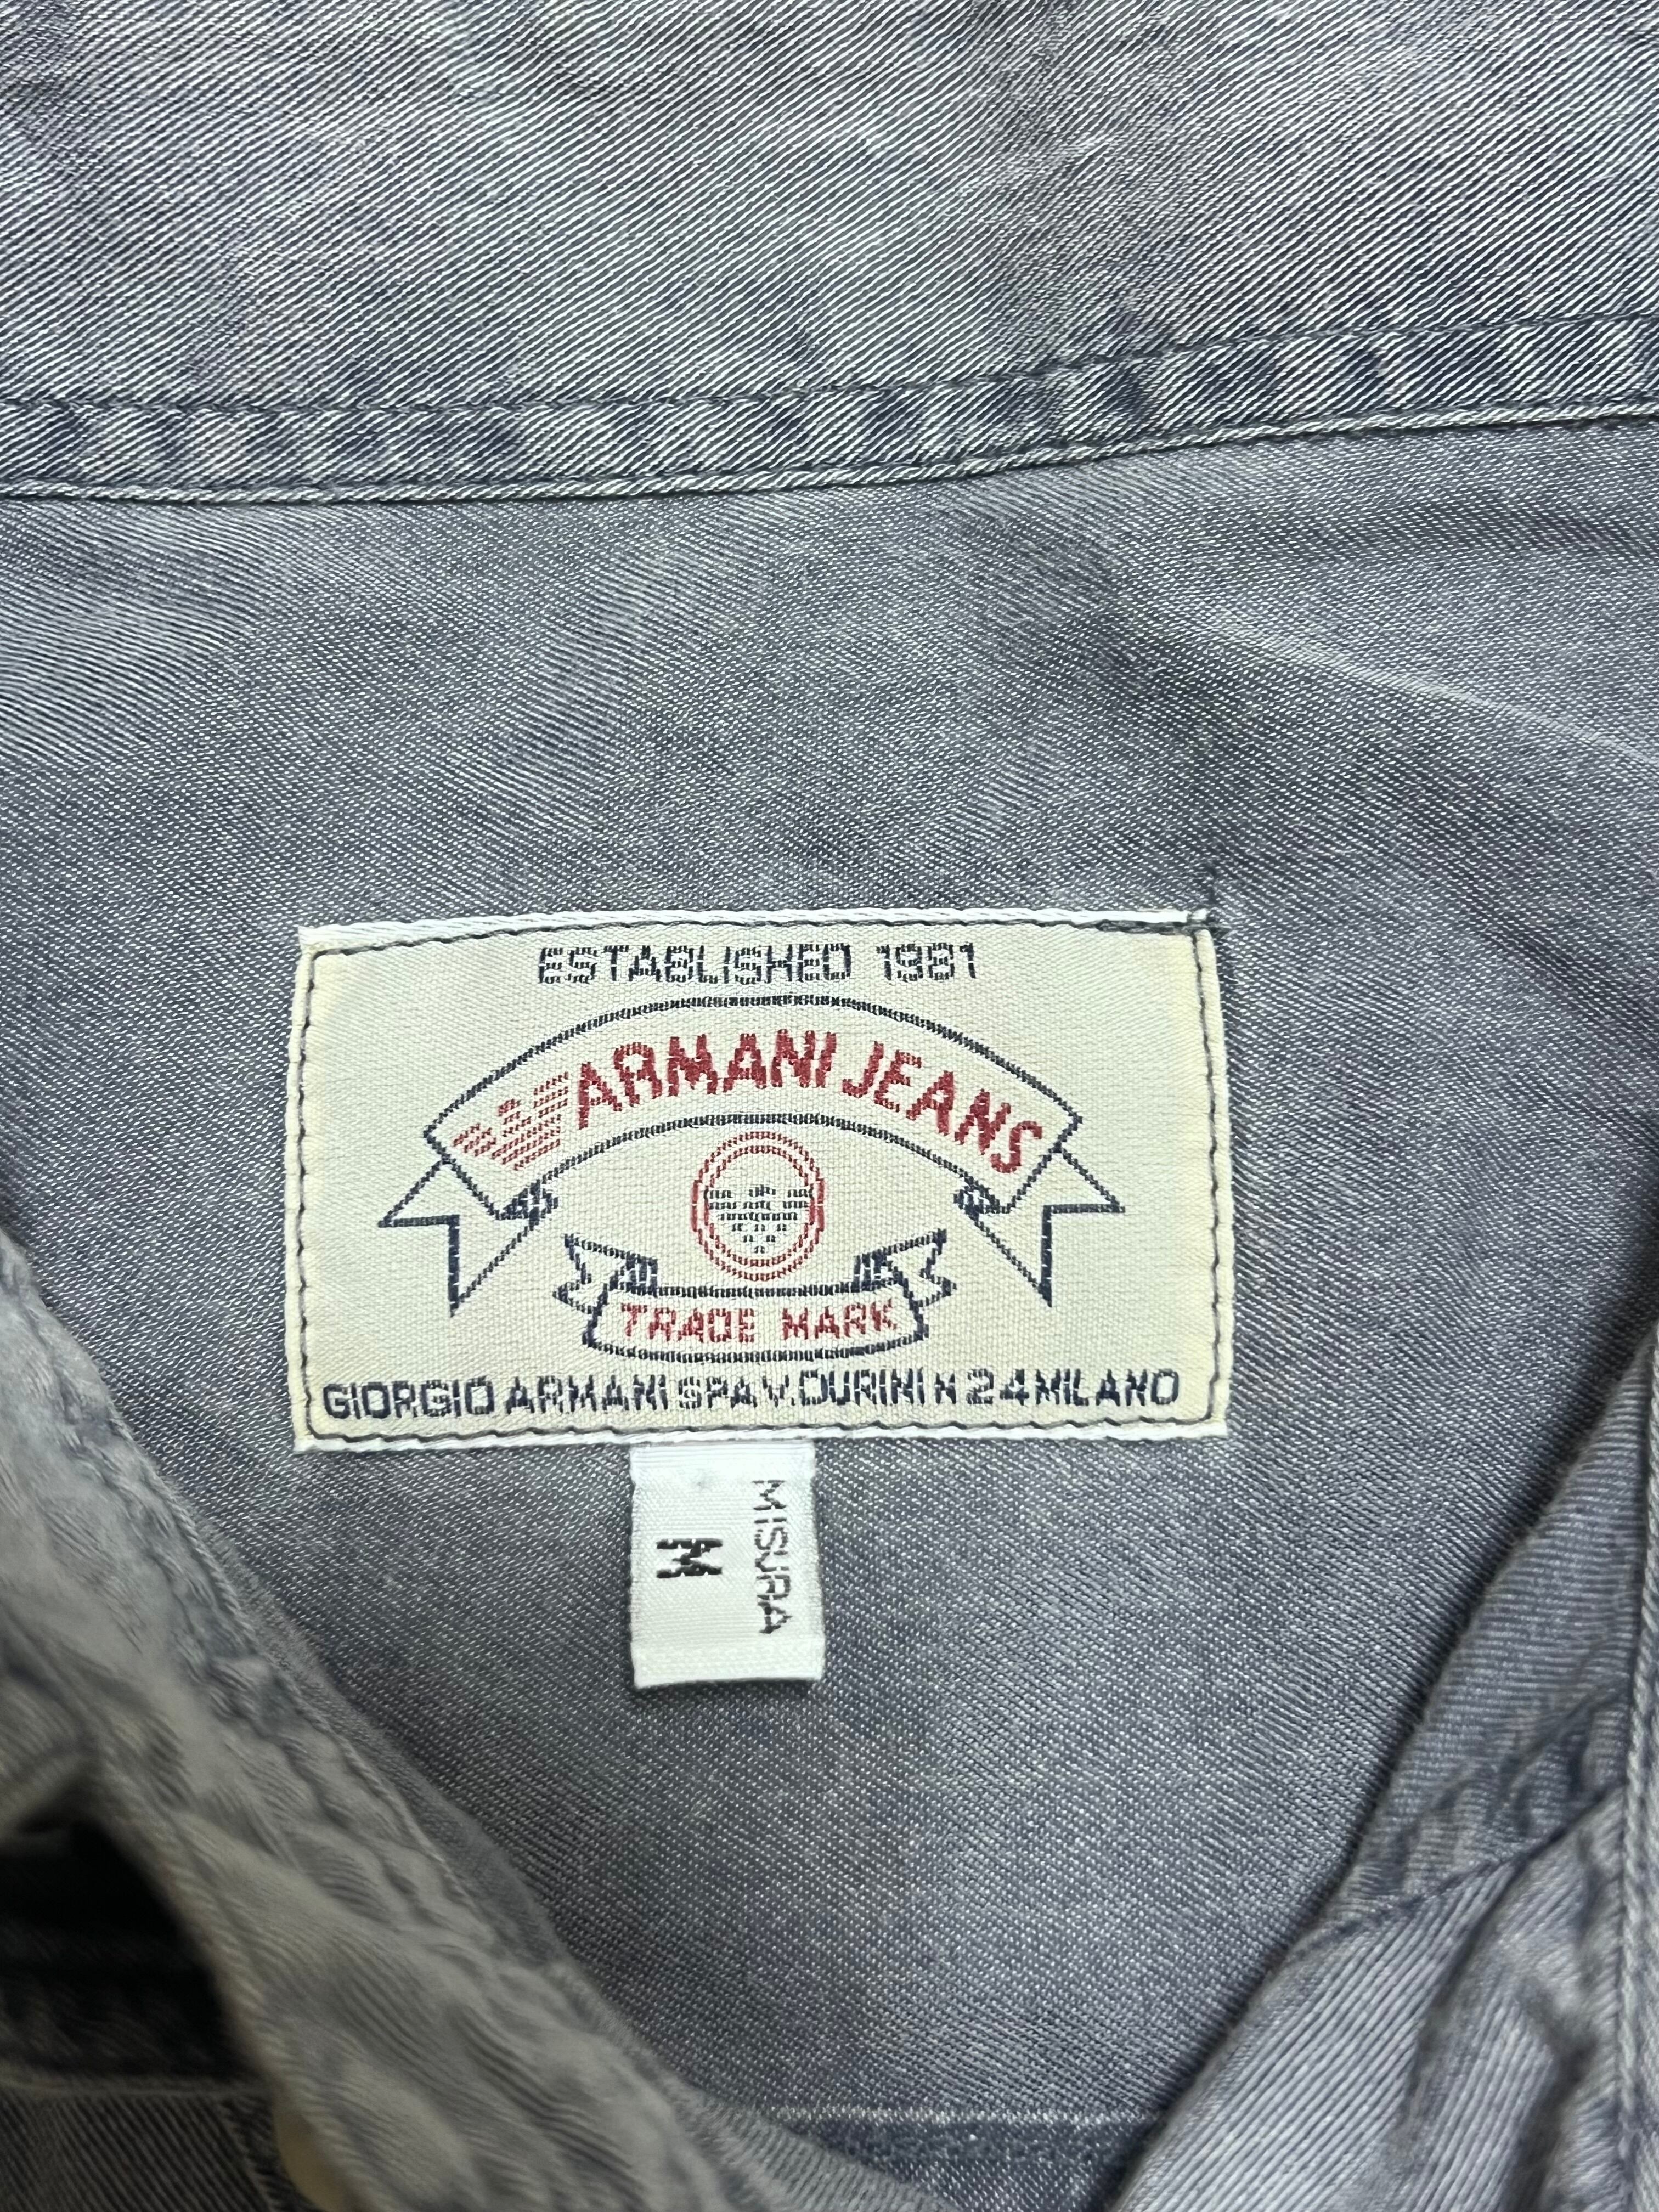 ESTABLISHED 1981
ARMANI JEANS
TRADE MARK
GIORGIO ARMANI SPA V. DURINI N 24 MILANO
MISURA
M